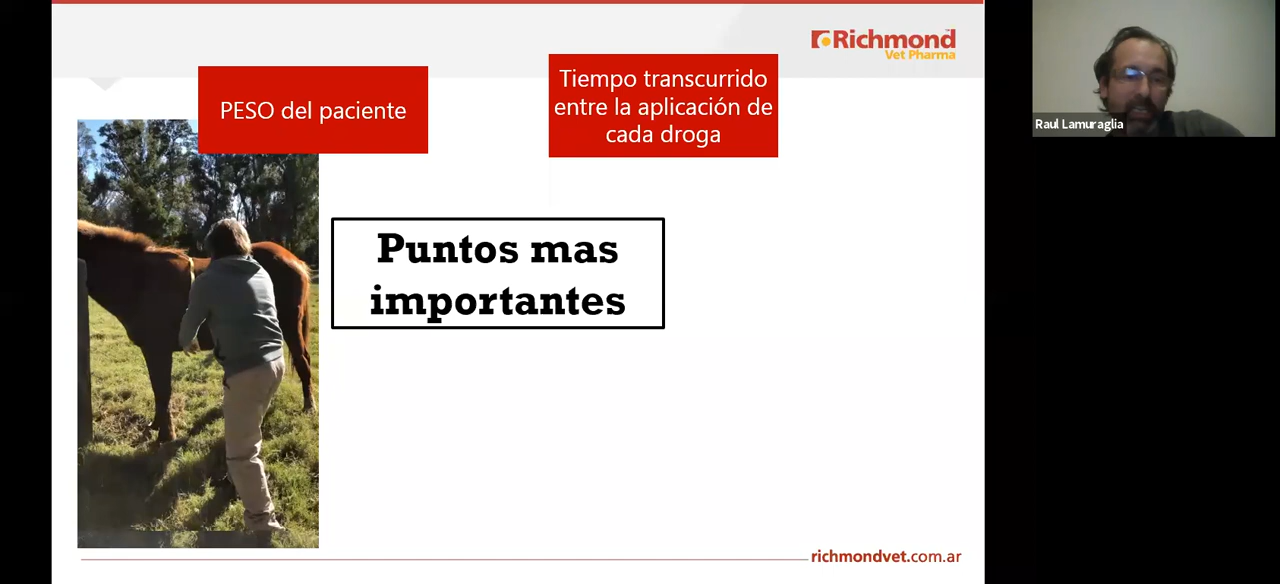 Richmond
Vet Pharma
PESO del paciente
Tiempo transcurrido
entre la aplicación de
cada droga
Raul Lamuraglia
Puntos mas
importantes
richmondvet.com.ar